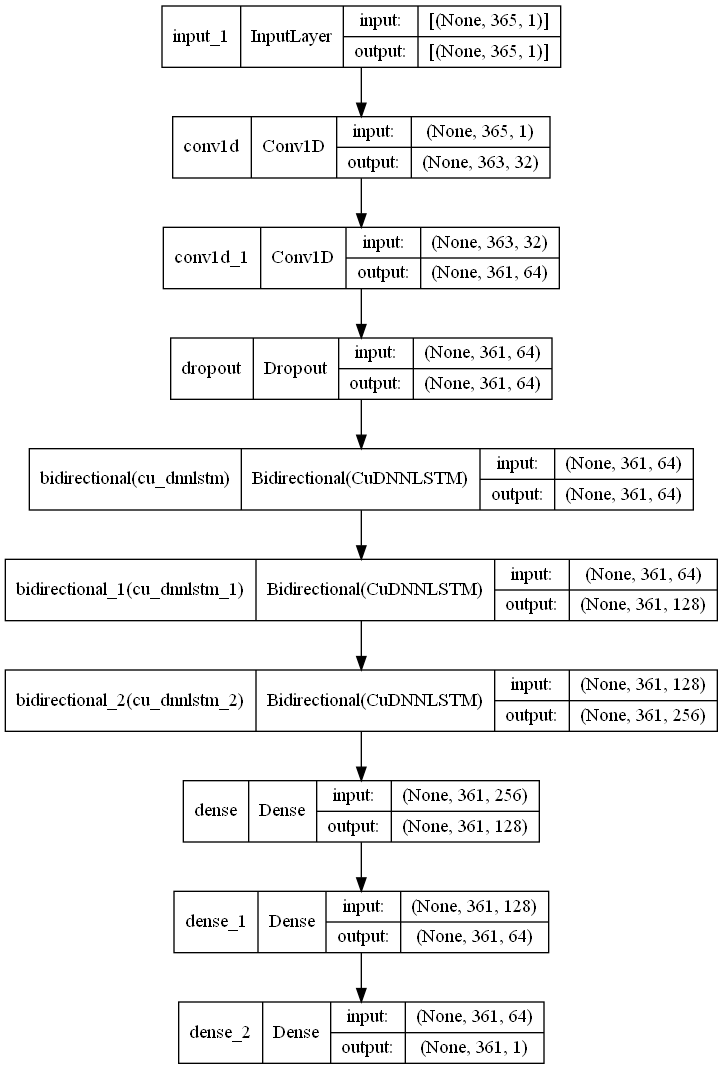 input_1 InputLayer input: [(None, 365, 1)]
output: [(None, 365, 1)]
conv1d Conv1D input: (None, 365, 1)
output: (None, 363, 32)
conv1d_1 Conv1D input: (None, 363, 32)
output: (None, 361, 64)
dropout Dropout input: (None, 361, 64)
output: (None, 361, 64)
bidirectional(cu_dnnlstm) Bidirectional(CuDNNLSTM) input: (None, 361, 64)
output: (None, 361, 64)
bidirectional_1(cu_dnnlstm_1) Bidirectional(CuDNNLSTM) input: (None, 361, 64)
output: (None, 361, 128)
bidirectional_2(cu_dnnlstm_2) Bidirectional(CuDNNLSTM) input: (None, 361, 128)
output: (None, 361, 256)
dense Dense input: (None, 361, 256)
output: (None, 361, 128)
dense_1 Dense input: (None, 361, 128)
output: (None, 361, 64)
dense_2 Dense input: (None, 361, 64)
output: (None, 361, 1)